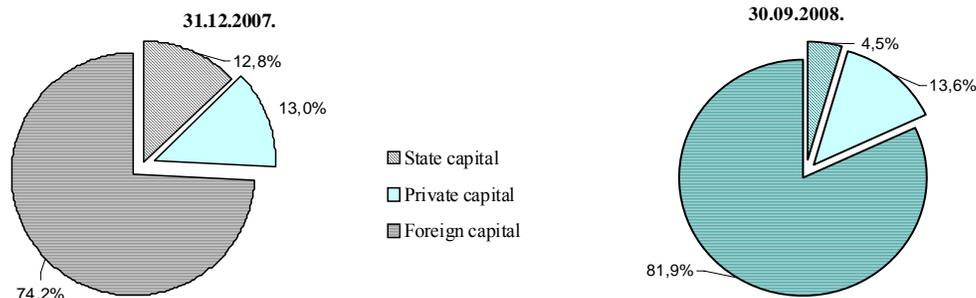 31.12.2007.
12,8%
13,0%
74,2%
State capital
Private capital
Foreign capital
30.09.2008.
4,5%
13,6%
81,9%